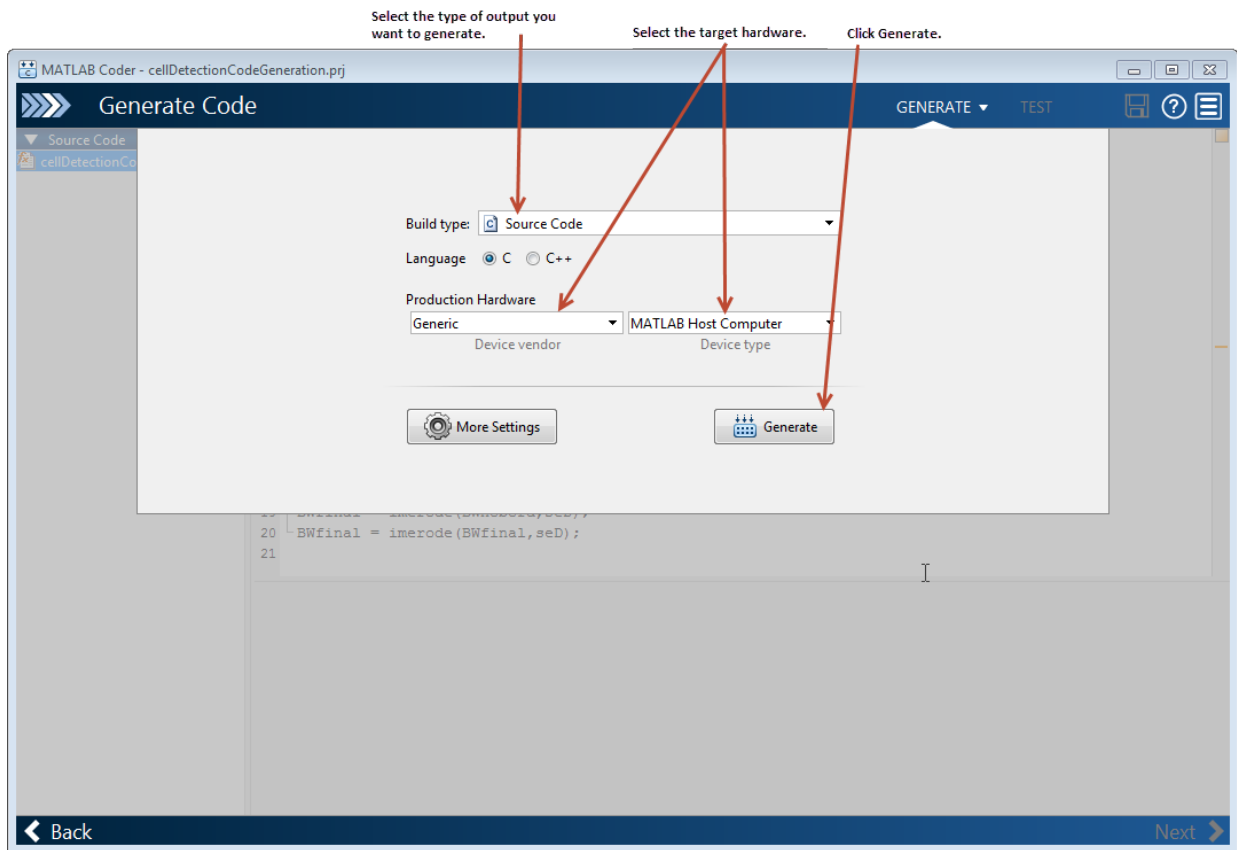 Select the type of output you
want to generate.
Select the target hardware.
Click Generate.
MATLAB Coder - cellDetectionCodeGeneration.prj
Generate Code
GENERATE
TEST
Source Code
cellDetectionCo
Build type:
Source Code
Language
C
C++
Production Hardware
Generic
MATLAB Host Computer
Device vendor
Device type
More Settings
Generate
20
BWfinal = imerode(BWfinal,seD);
21
Back
Next